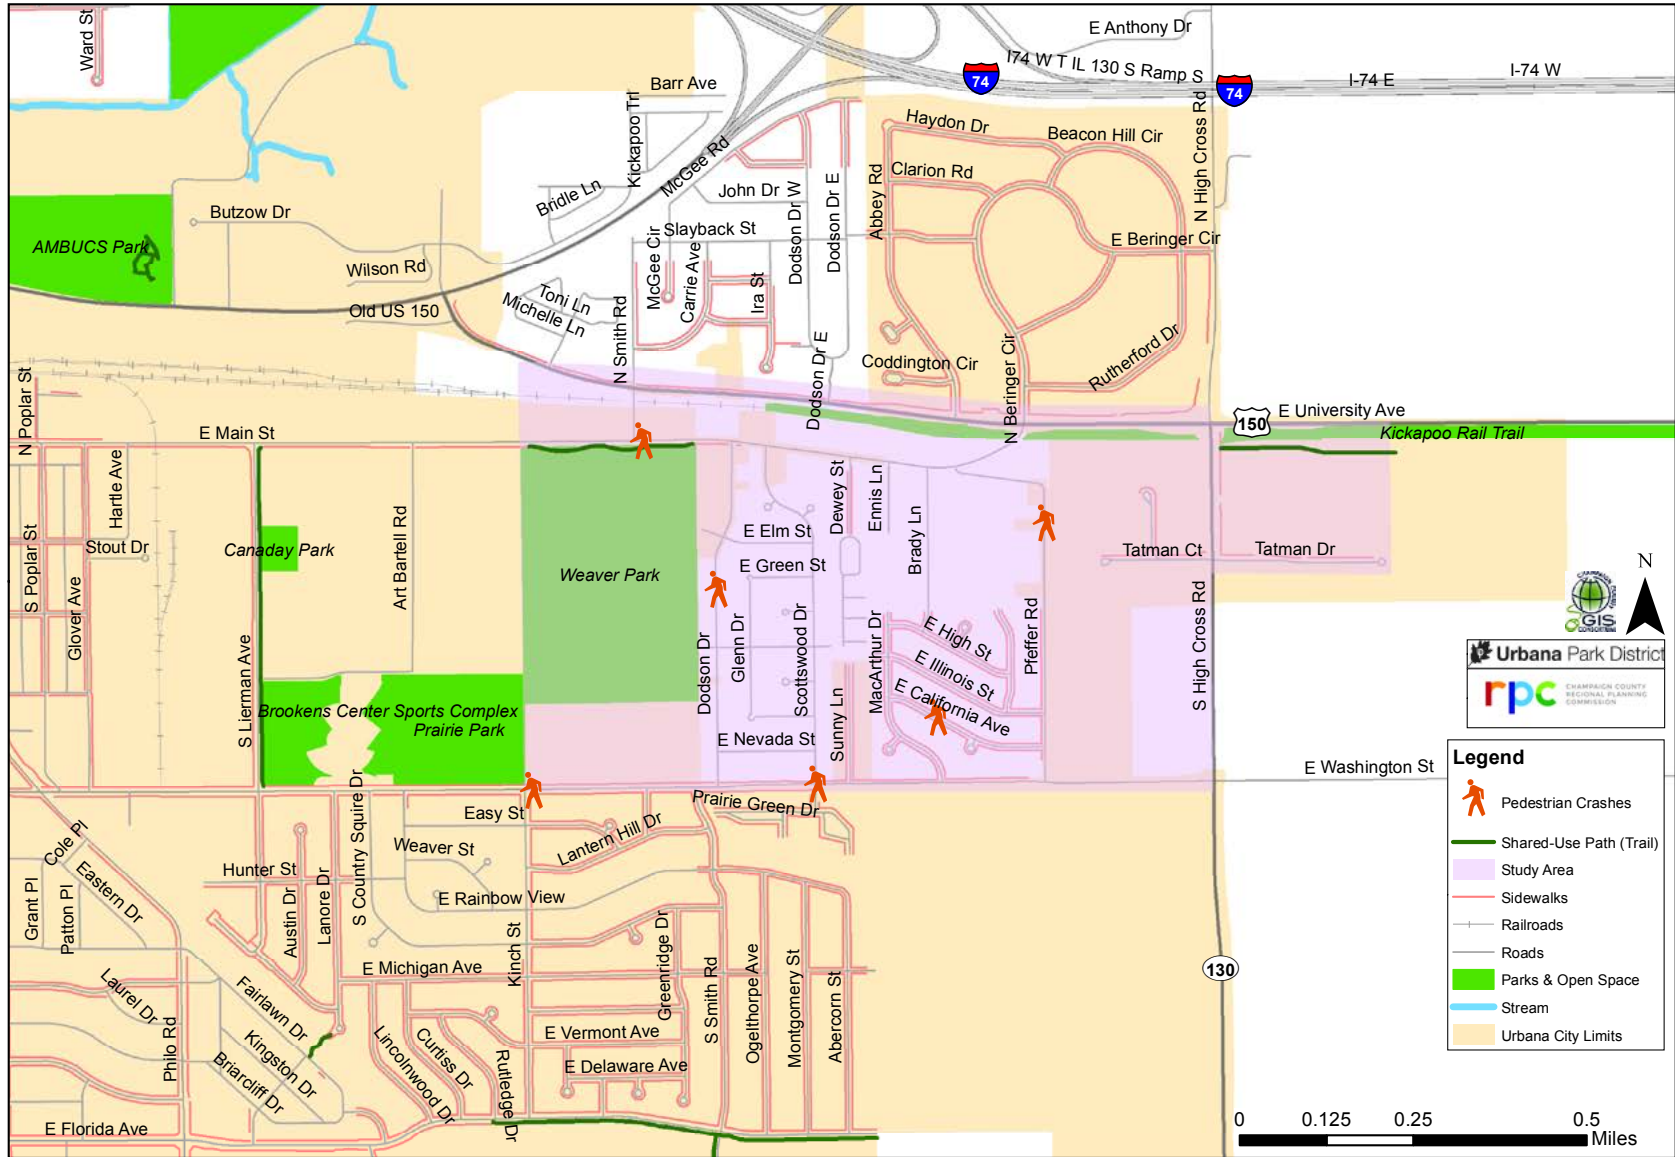 Ward St
E Anthony Dr
I74 W T IL 130 S Ramp S
74
74
I-74 E
I-74 W
Barr Ave
Kickapoo Trl
McGee Rd
N High Cross Rd
Haydon Dr
Beacon Hill Cir
Clarion Rd
Abbey Rd
Bridle Ln
John Dr
Dodson Dr W
Dodson Dr E
Butzow Dr
AMBUCS Park
Slayback St
E Beringer Cir
McGee Cir
Carrie Ave
Ira St
Wilson Rd
Toni Ln
Michelle Ln
Old US 150
N Smith Rd
Coddington Cir
Dodson Dr E
N Beringer Cir
Rutherford Dr
N Poplar St
E University Ave
150
Kickapoo Rail Trail
E Main St
Hartle Ave
Stout Dr
S Poplar St
Glover Ave
Canaday Park
Art Bartell Rd
Weaver Park
E Elm St
E Green St
Dewey St
Ennis Ln
Brady Ln
Tatman Ct
Tatman Dr
N
CHAMPAIGN COUNTY
GIS
CONSORTIUM
Urbana Park District
rpc
CHAMPAIGN COUNTY
REGIONAL PLANNING
COMMISSION
S Lierman Ave
Dodson Dr
Glenn Dr
Scottswood Dr
Sunny Ln
MacArthur Dr
E High St
E Illinois St
E California Ave
Pfeffer Rd
S High Cross Rd
Brookens Center Sports Complex
Prairie Park
E Nevada St
E Washington St
Legend
Pedestrian Crashes
Shared-Use Path (Trail)
Study Area
Sidewalks
Railroads
Roads
Parks & Open Space
Stream
Urbana City Limits
S Country Squire Dr
Easy St
Prairie Green Dr
Lantern Hill Dr
Weaver St
Cole Pl
Eastern Dr
Grant Pl
Patton Pl
Hunter St
Austin Dr
Lanore Dr
E Rainbow View
Kinch St
Greenridge Dr
S Smith Rd
Ogelthorpe Ave
Montgomery St
Abercorn St
130
E Michigan Ave
Laurel Dr
Fairlawn Dr
Philo Rd
Kingston Dr
Briarcliff Dr
Lincolnwood Dr
Curtiss Dr
Rutledge Dr
E Vermont Ave
E Delaware Ave
E Florida Ave
0 0.125 0.25 0.5
Miles